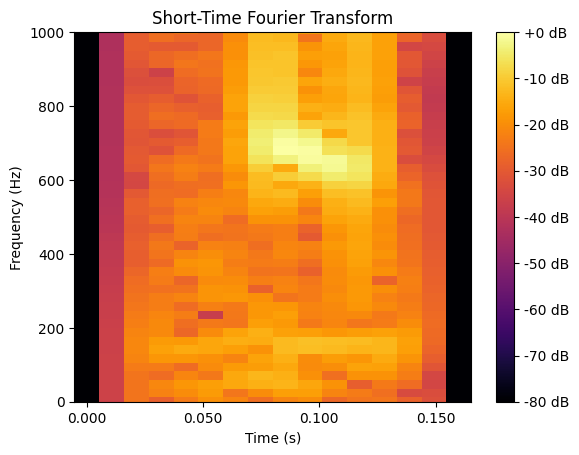 Short-Time Fourier Transform
Frequency (Hz)
1000
800
600
400
200
0
0.000
0.050
0.100
0.150
Time (s)
+0 dB
-10 dB
-20 dB
-30 dB
-40 dB
-50 dB
-60 dB
-70 dB
-80 dB